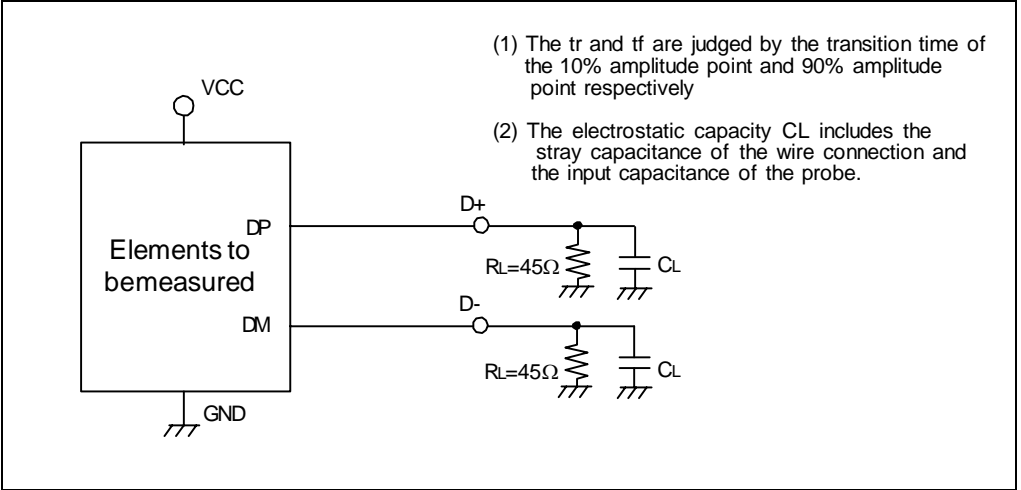 (1) The tr and tf are judged by the transition time of
the 10% amplitude point and 90% amplitude
point respectively
(2) The electrostatic capacity CL includes the
stray capacitance of the wire connection and
the input capacitance of the probe.
VCC
D+
DP
Elements to
bemeasured
RL=45Ω
CL
D-
DM
RL=45Ω
CL
GND